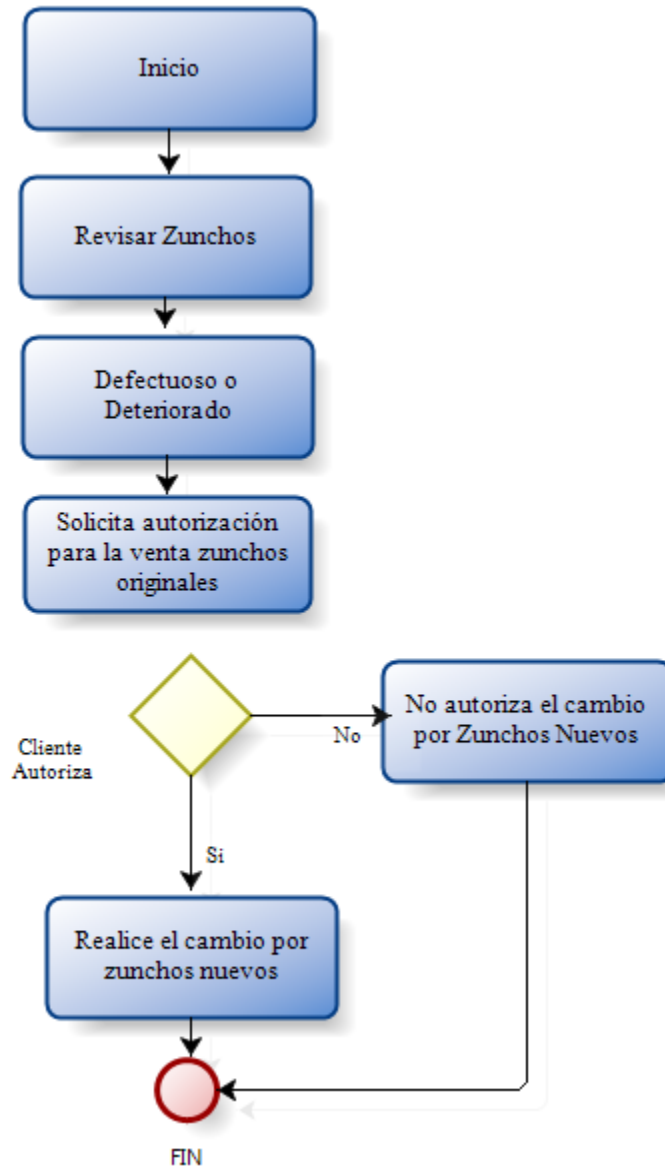 Inicio
Revisar Zunchos
Defectuoso o
Deteriorado
Solicita autorización
para la venta zunchos
originales
No autoriza el cambio
por Zunchos Nuevos
No
Cliente
Autoriza
Si
Realice el cambio por
zunchos nuevos
FIN